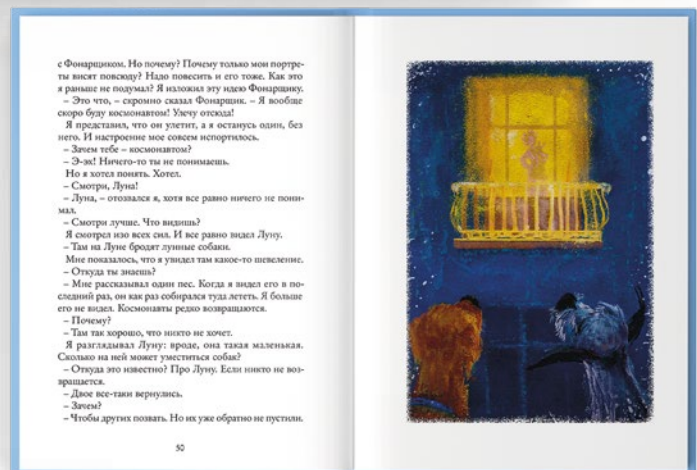 с Фонарщиком. Но почему? Почему только мои портре-
ты висят повсюду? Надо повесить и его тоже. Как это
я раньше не подумал? Я изложил эту идею Фонарщику.
– Это что, – скромно сказал Фонарщик. – Я вообще
скоро буду космонавтом! Улечу отсюда!
Я представил, что он улетит, а я останусь один, без
него. И настроение мое совсем испортилось.
– Зачем тебе – космонавтом?
– Э-эх! Ничего-то ты не понимаешь.
Но я хотел понять. Хотел.
– Смотри, Луна!
– Луна, – отозвался я, хотя все равно ничего не пони-
мал.
– Смотри лучше. Что видишь?
Я смотрел изо всех сил. И все равно видел Луну.
– Там на Луне бродят лунные собаки.
Мне показалось, что я увидел там какое-то шевеление.
– Откуда ты знаешь?
– Мне рассказывал один пес. Когда я видел его в по-
следний раз, он как раз собирался туда лететь. Я больше
его не видел. Космонавты редко возвращаются.
– Почему?
– Там так хорошо, что никто не хочет.
Я разглядывал Луну: вроде, она такая маленькая.
Сколько на ней может уместиться собак?
– Откуда это известно? Про Луну. Если никто не воз-
вращается.
– Двое все-таки вернулись.
– Зачем?
– Чтобы других позвать. Но их уже обратно не пустили.
50